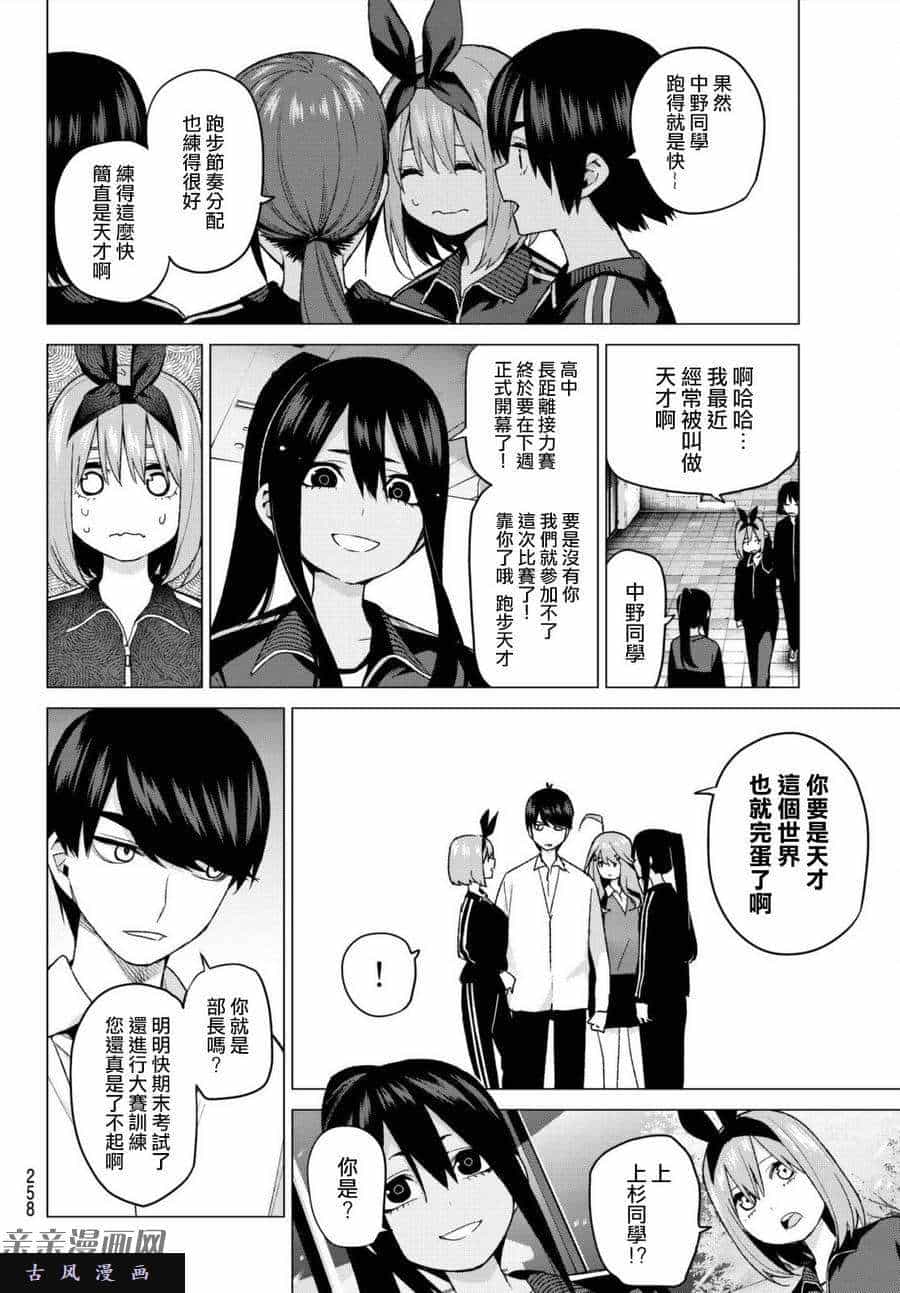 果然
中野同學
跑得就是快~
跑步節奏分配
也練得很好
練得這麼快
簡直是天才啊
啊哈哈…
我最近
經常被叫做
天才啊
中野同學
高中
長距離接力賽
終於要在下週
正式開幕了！
要是沒有你
我們就參加不了
這次比賽了！
靠你了哦 跑步天才
你要是天才
這個世界
也就完蛋了啊
！
上
上杉同學!?
你是？
你就是
部長嗎？
明明快期末考試了
還進行大賽訓練
您還真是了不起啊
258
亲亲漫画网
古风漫画